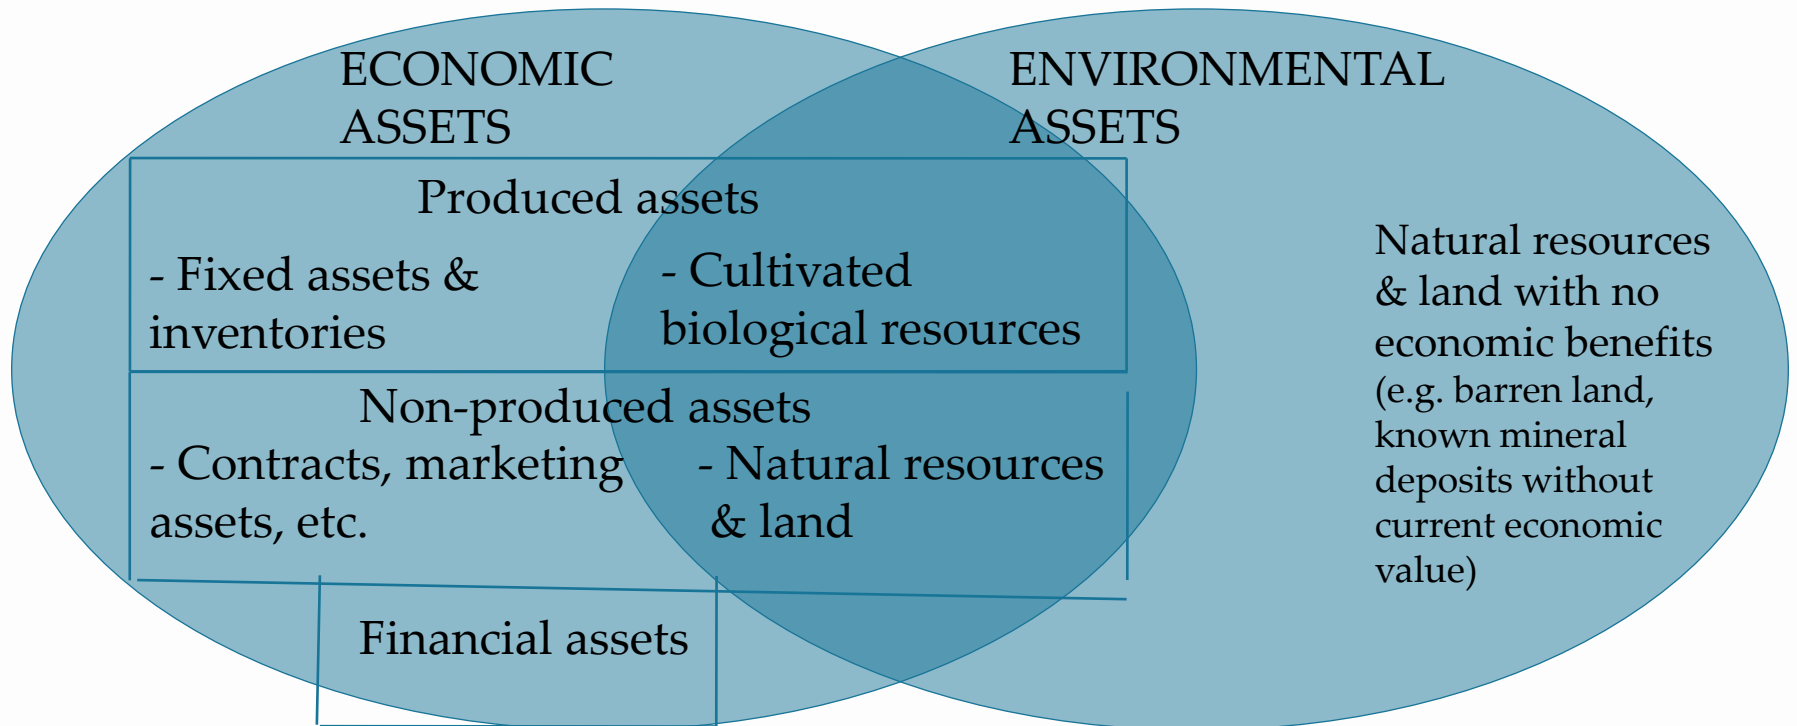 ECONOMIC
ASSETS
ENVIRONMENTAL
ASSETS
Produced assets
- Fixed assets &
inventories
- Cultivated
biological resources
Non-produced assets
- Contracts, marketing
assets, etc.
- Natural resources
& land
Financial assets
Natural resources
& land with no
economic benefits
(e.g. barren land,
known mineral
deposits without
current economic
value)